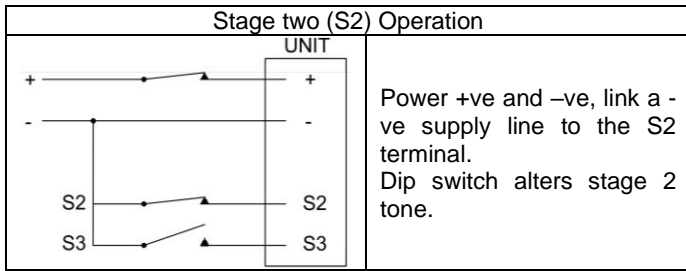 Stage two (S2) Operation
UNIT
+ +
- -
S2 S2
S3 S3
Power +ve and –ve, link a -
ve supply line to the S2
terminal.
Dip switch alters stage 2
tone.